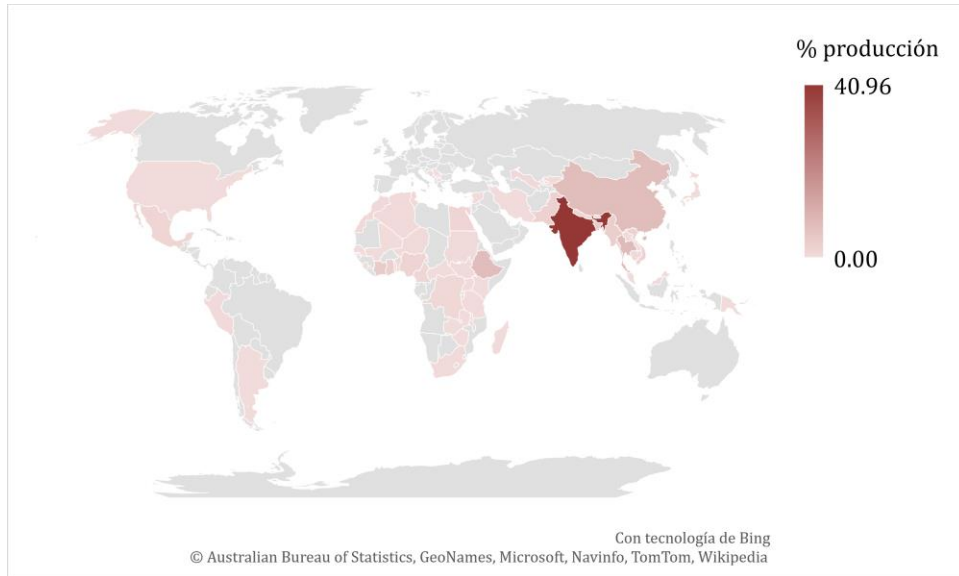 % producción
40.96
0.00
Con tecnología de Bing
© Australian Bureau of Statistics, GeoNames, Microsoft, Navinfo, TomTom, Wikipedia